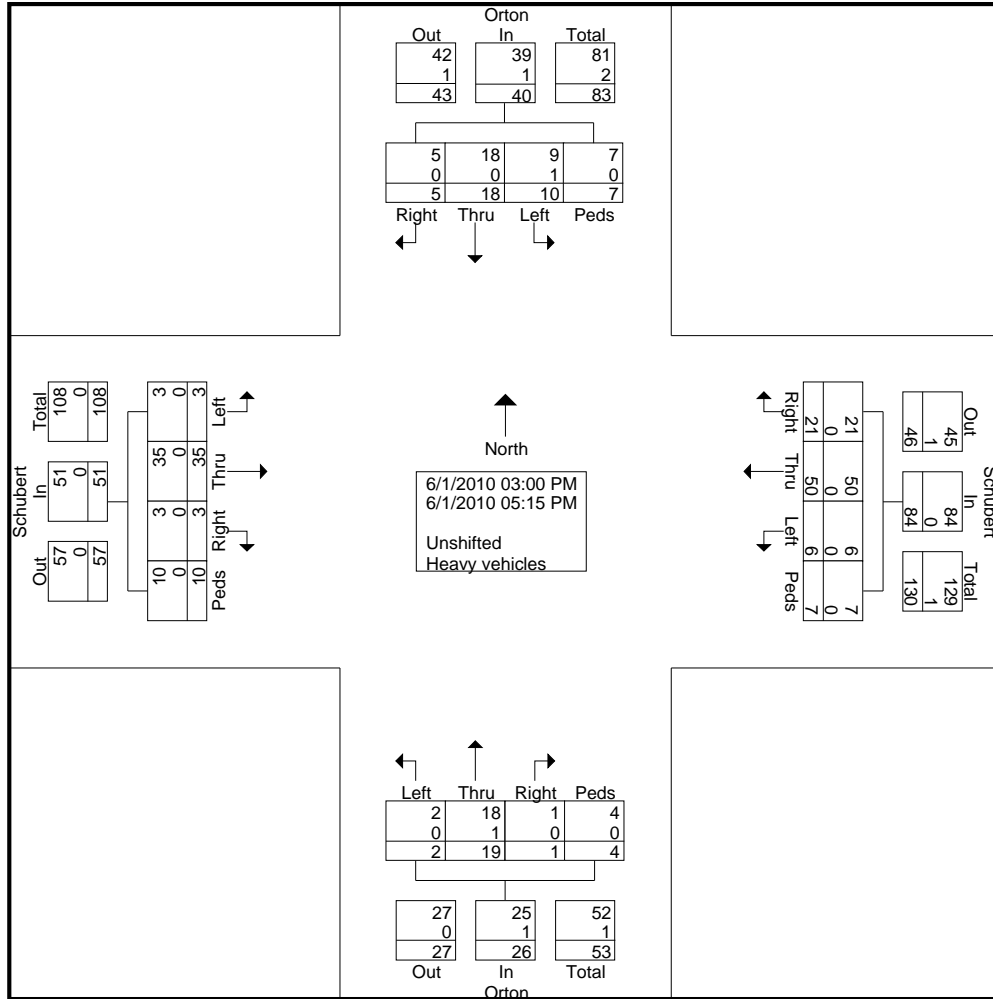 Orton
Out In Total
42 39 81
1 1 2
43 40 83
5 18 9 7
0 0 1 0
5 18 10 7
Right Thru Left Peds
Schubert
Total In Out
108 51 57
0 0 0
108 51 57
3 35 3 10
0 0 0 0
3 35 3 10
Left Thru Right Peds
North
6/1/2010 03:00 PM
6/1/2010 05:15 PM
Unshifted
Heavy vehicles
Schubert
Out In Total
45 84 129
1 0 1
46 84 130
21 50 6 7
0 0 0 0
21 50 6 7
Right Thru Left Peds
Left Thru Right Peds
2 18 1 4
0 1 0 0
2 19 1 4
27 25 52
0 1 1
27 26 53
Out In Total
Orton